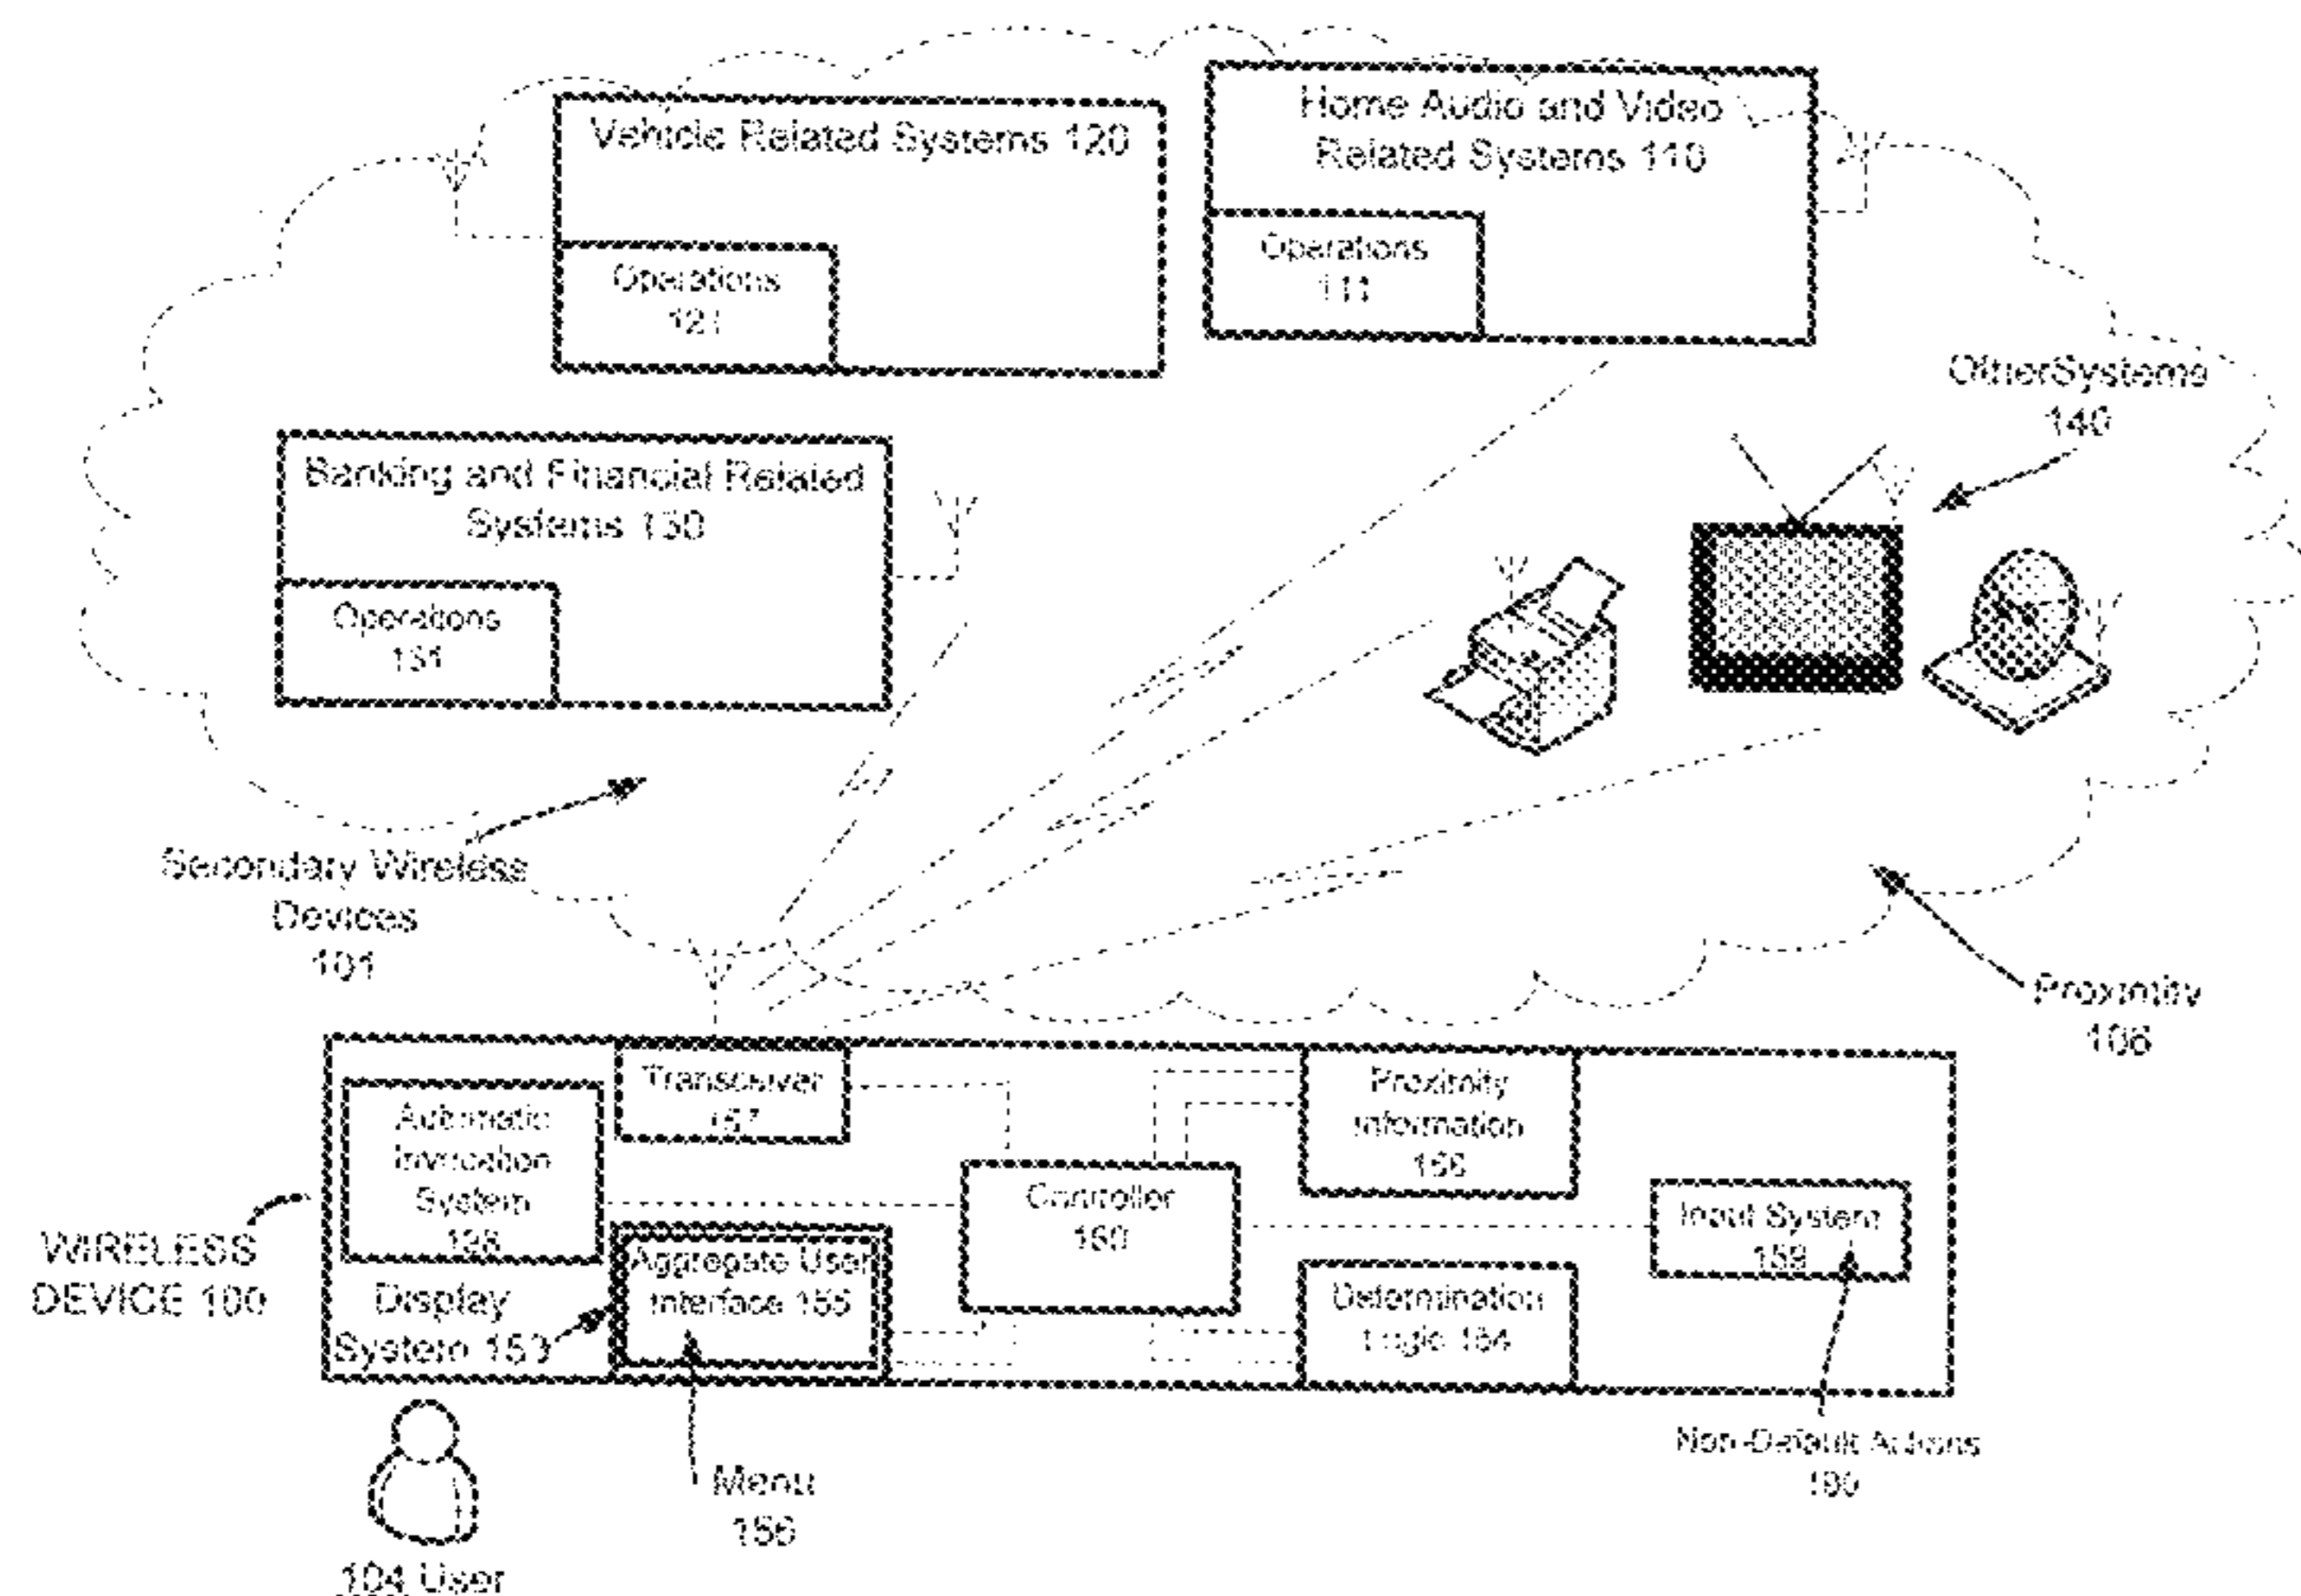 Vehicle Related Systems 120
Operations
121
Home Audio and Video
Related Systems 110
Operations
111
OtherSystems
140
Banking and Financial Related
Systems 130
Operations
131
Secondary Wireless
Devices
101
Proximity
106
WIRELESS
DEVICE 100
Automatic
Invocation
System
Transceiver
157
Proximity
Information
Controller
Input System
159
Display
System 153
Aggregate User
Interface 155
Determination
Logic 154
Menu
156
Non-Default Actions
104 User